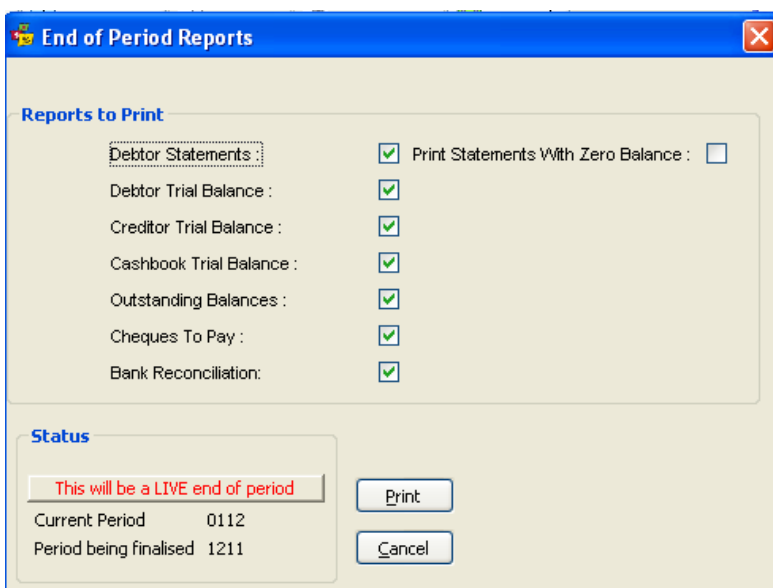 End of Period Reports
Reports to Print
Debtor Statements : Print Statements With Zero Balance :
Debtor Trial Balance :
Creditor Trial Balance :
Cashbook Trial Balance :
Outstanding Balances :
Cheques To Pay :
Bank Reconciliation:
Status
This will be a LIVE end of period
Print
Current Period 0112
Period being finalised 1211
Cancel